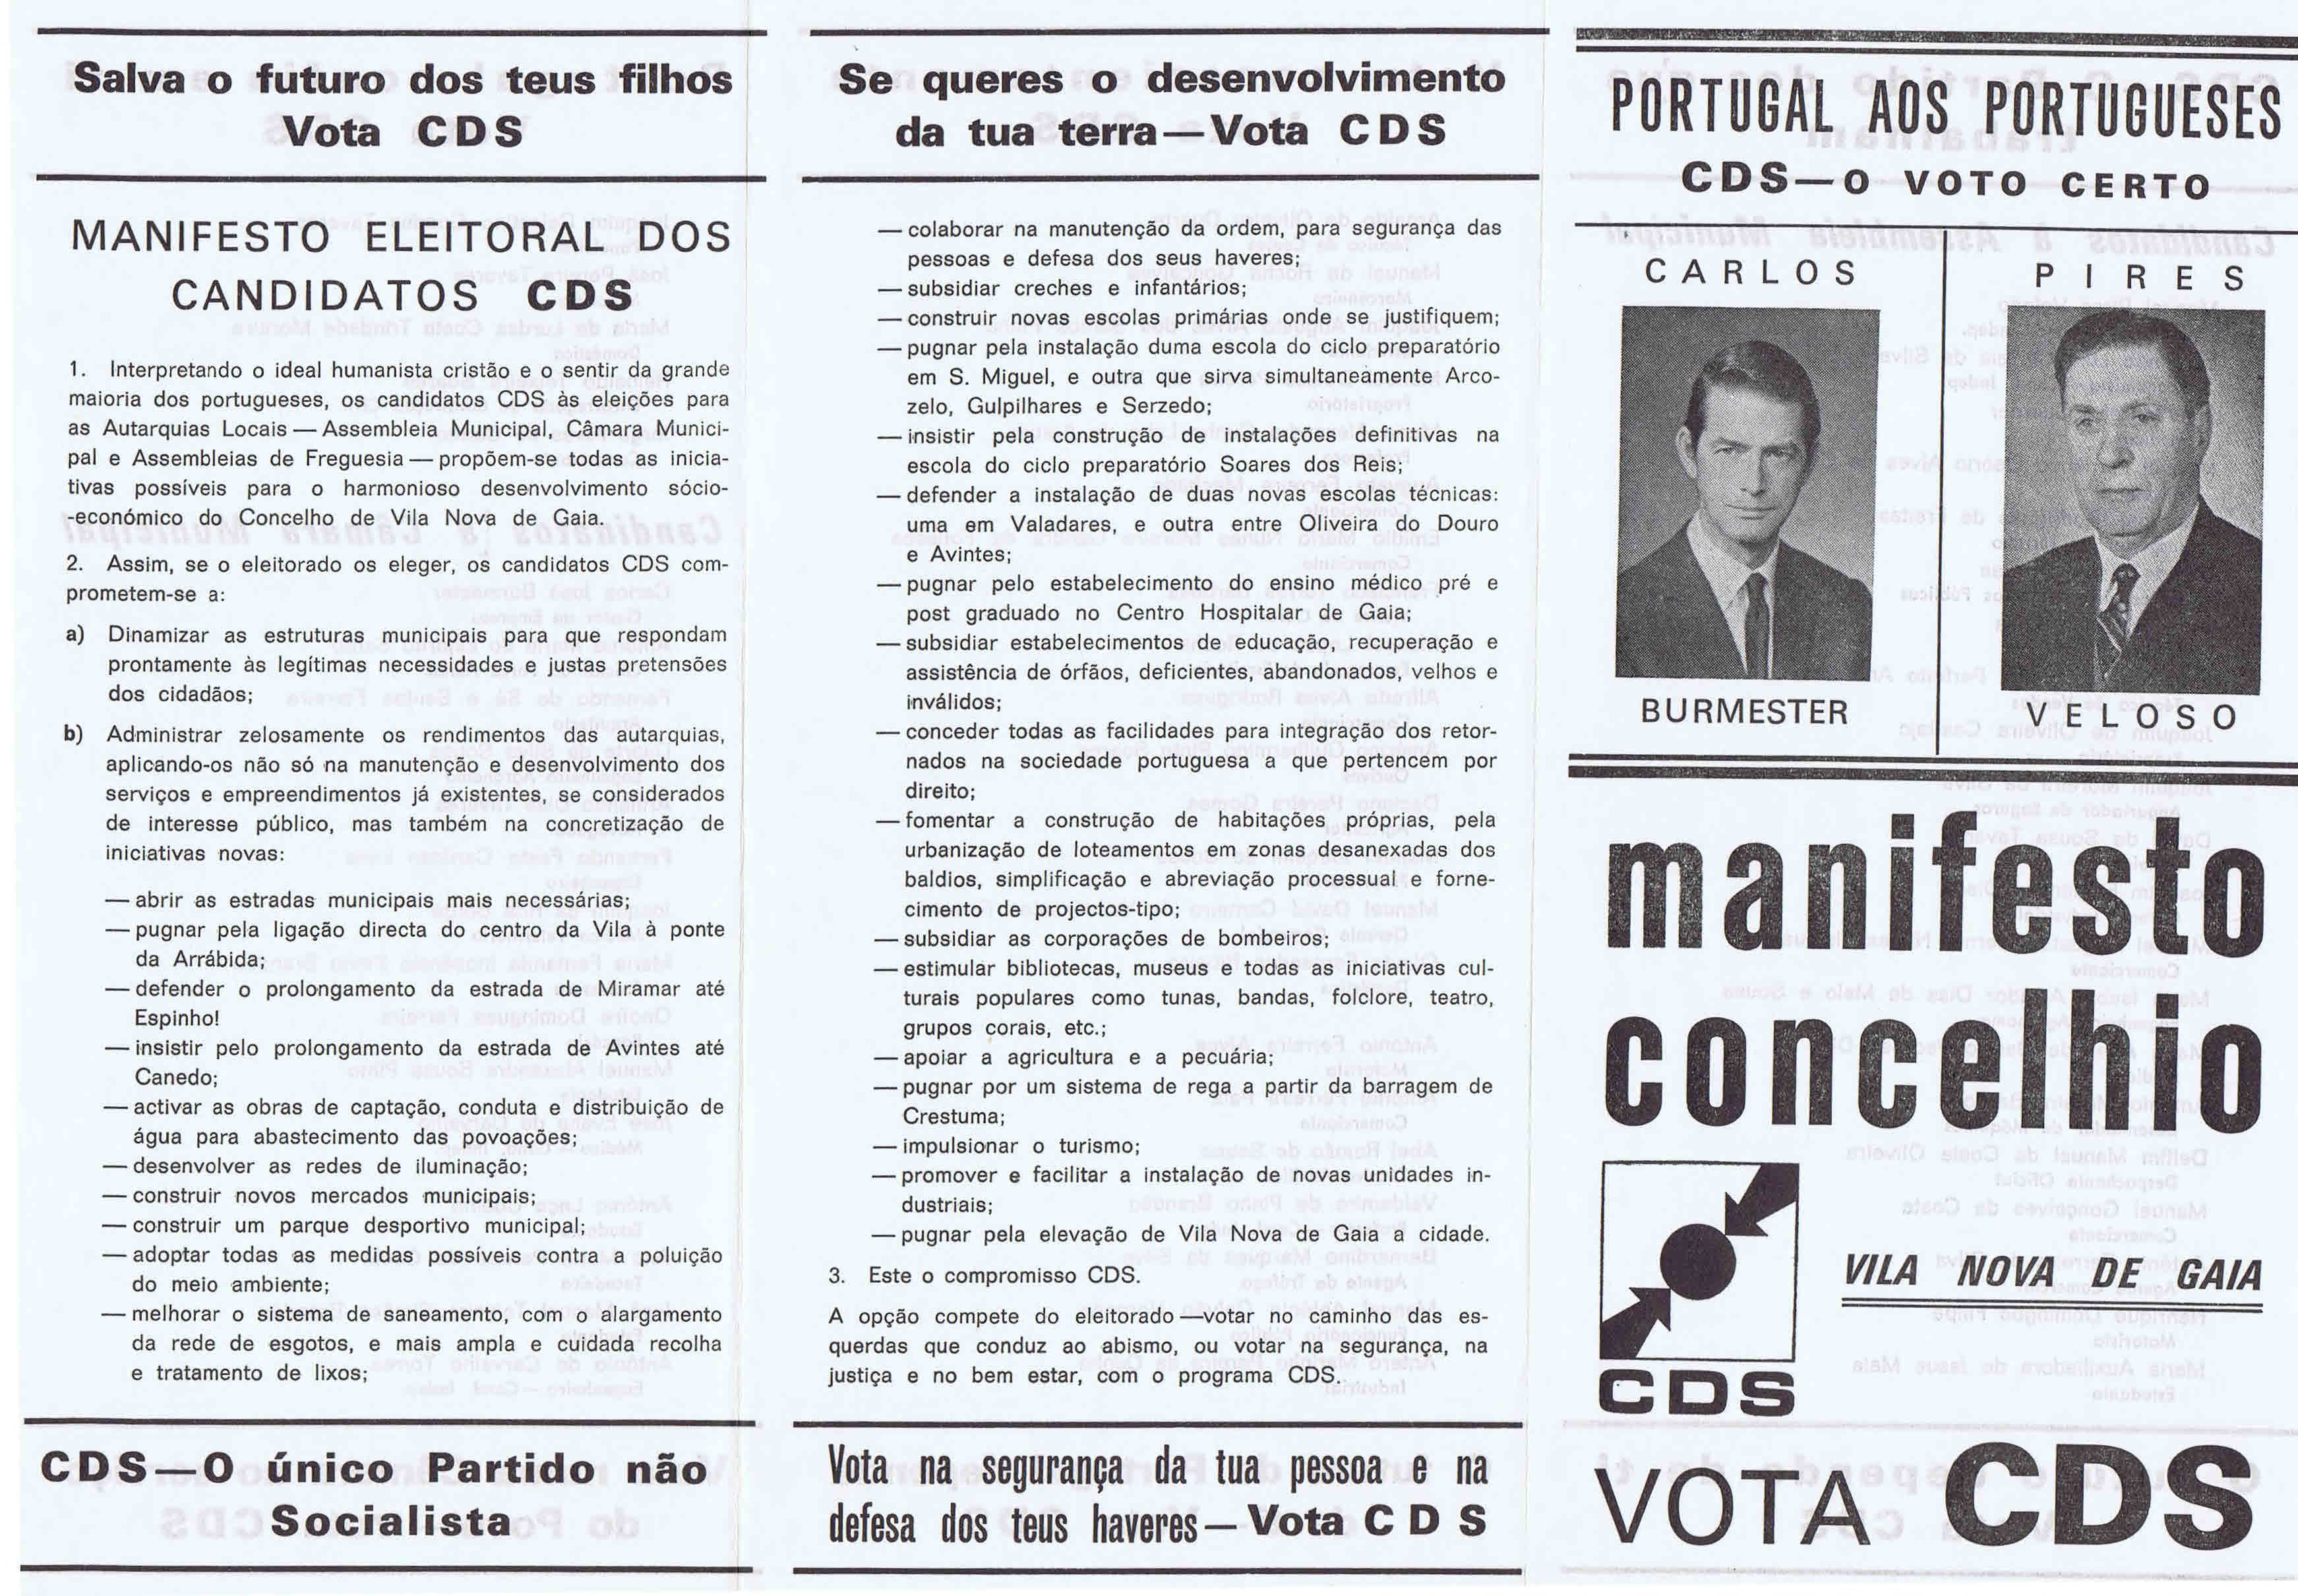 Salva o futuro dos teus filhos
Vota CDS
MANIFESTO ELEITORAL DOS
CANDIDATOS CDS
1. Interpretando o ideal humanista cristão e o sentir da grande
maioria dos portugueses, os candidatos CDS às eleições para
as Autarquias Locais — Assembleia Municipal, Câmara Munici-
pal e Assembleias de Freguesia — propõem-se todas as inicia-
tivas possíveis para o harmonioso desenvolvimento sócio-
-económico do Concelho de Vila Nova de Gaia.
2. Assim, se o eleitorado os eleger, os candidatos CDS com-
prometem-se a:
a) Dinamizar as estruturas municipais para que respondam
prontamente às legítimas necessidades e justas pretensões
dos cidadãos;
b) Administrar zelosamente os rendimentos das autarquias,
aplicando-os não só na manutenção e desenvolvimento dos
serviços e empreendimentos já existentes, se considerados
de interesse público, mas também na concretização de
iniciativas novas:
— abrir as estradas municipais mais necessárias;
— pugnar pela ligação directa do centro da Vila à ponte
da Arrábida;
— defender o prolongamento da estrada de Miramar até
Espinho!
— insistir pelo prolongamento da estrada de Avintes até
Canedo;
— activar as obras de captação, conduta e distribuição de
água para abastecimento das povoações;
— desenvolver as redes de iluminação;
— construir novos mercados municipais;
— construir um parque desportivo municipal;
— adoptar todas as medidas possíveis contra a poluição
do meio ambiente;
— melhorar o sistema de saneamento, com o alargamento
da rede de esgotos, e mais ampla e cuidada recolha
e tratamento de lixos;
CDS — O único Partido não
Socialista
Se queres o desenvolvimento
da tua terra — Vota CDS
— colaborar na manutenção da ordem, para segurança das
pessoas e defesa dos seus haveres;
— subsidiar creches e infantários;
— construir novas escolas primárias onde se justifiquem;
— pugnar pela instalação duma escola do ciclo preparatório
em S. Miguel, e outra que sirva simultaneamente Arco-
zelo, Gulpilhares e Serzedo;
— insistir pela construção de instalações definitivas na
escola do ciclo preparatório Soares dos Reis;
— defender a instalação de duas novas escolas técnicas:
uma em Valadares, e outra entre Oliveira do Douro
e Avintes;
— pugnar pelo estabelecimento do ensino médico pré e
post graduado no Centro Hospitalar de Gaia;
— subsidiar estabelecimentos de educação, recuperação e
assistência de órfãos, deficientes, abandonados, velhos e
inválidos;
— conceder todas as facilidades para integração dos retor-
nados na sociedade portuguesa a que pertencem por
direito;
— fomentar a construção de habitações próprias, pela
urbanização de loteamentos em zonas desanexadas dos
baldios, simplificação e abreviação processual e forne-
cimento de projectos-tipo;
— subsidiar as corporações de bombeiros;
— estimular bibliotecas, museus e todas as iniciativas cul-
turais populares como tunas, bandas, folclore, teatro,
grupos corais, etc.;
— apoiar a agricultura e a pecuária;
— pugnar por um sistema de rega a partir da barragem de
Crestuma;
— impulsionar o turismo;
— promover e facilitar a instalação de novas unidades in-
dustriais;
— pugnar pela elevação de Vila Nova de Gaia a cidade.
3. Este o compromisso CDS.
A opção compete do eleitorado — votar no caminho das es-
querdas que conduz ao abismo, ou votar na segurança, na
justiça e no bem estar, com o programa CDS.
Vota na segurança da tua pessoa e na
defesa dos teus haveres — Vota CDS
PORTUGAL AOS PORTUGUESES
CDS — O VOTO CERTO
CARLOS
BURMESTER
PIRES
VELOSO
manifesto
concelhio
CDS
VILA NOVA DE GAIA
VOTA CDS